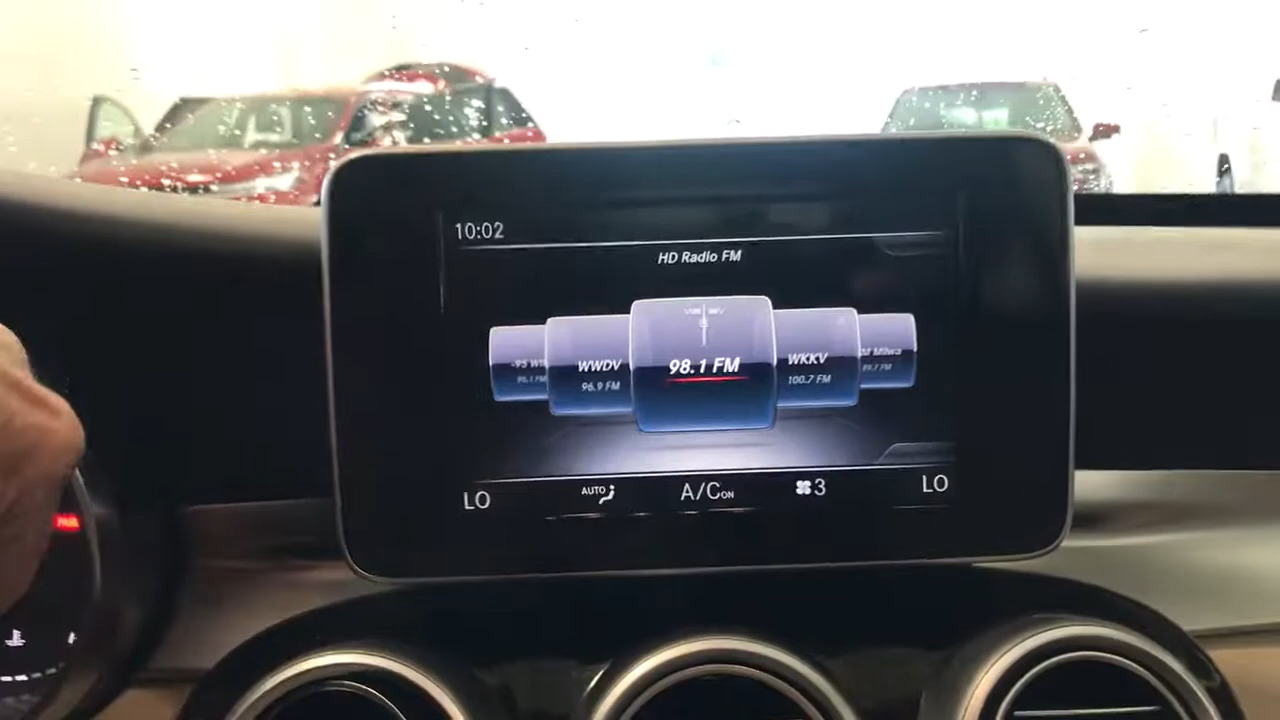 10:02
HD Radio FM
WWDV
96.9 FM
98.1 FM
WKKV
100.7 FM
LO
AUTO
A/C ON
3
LO